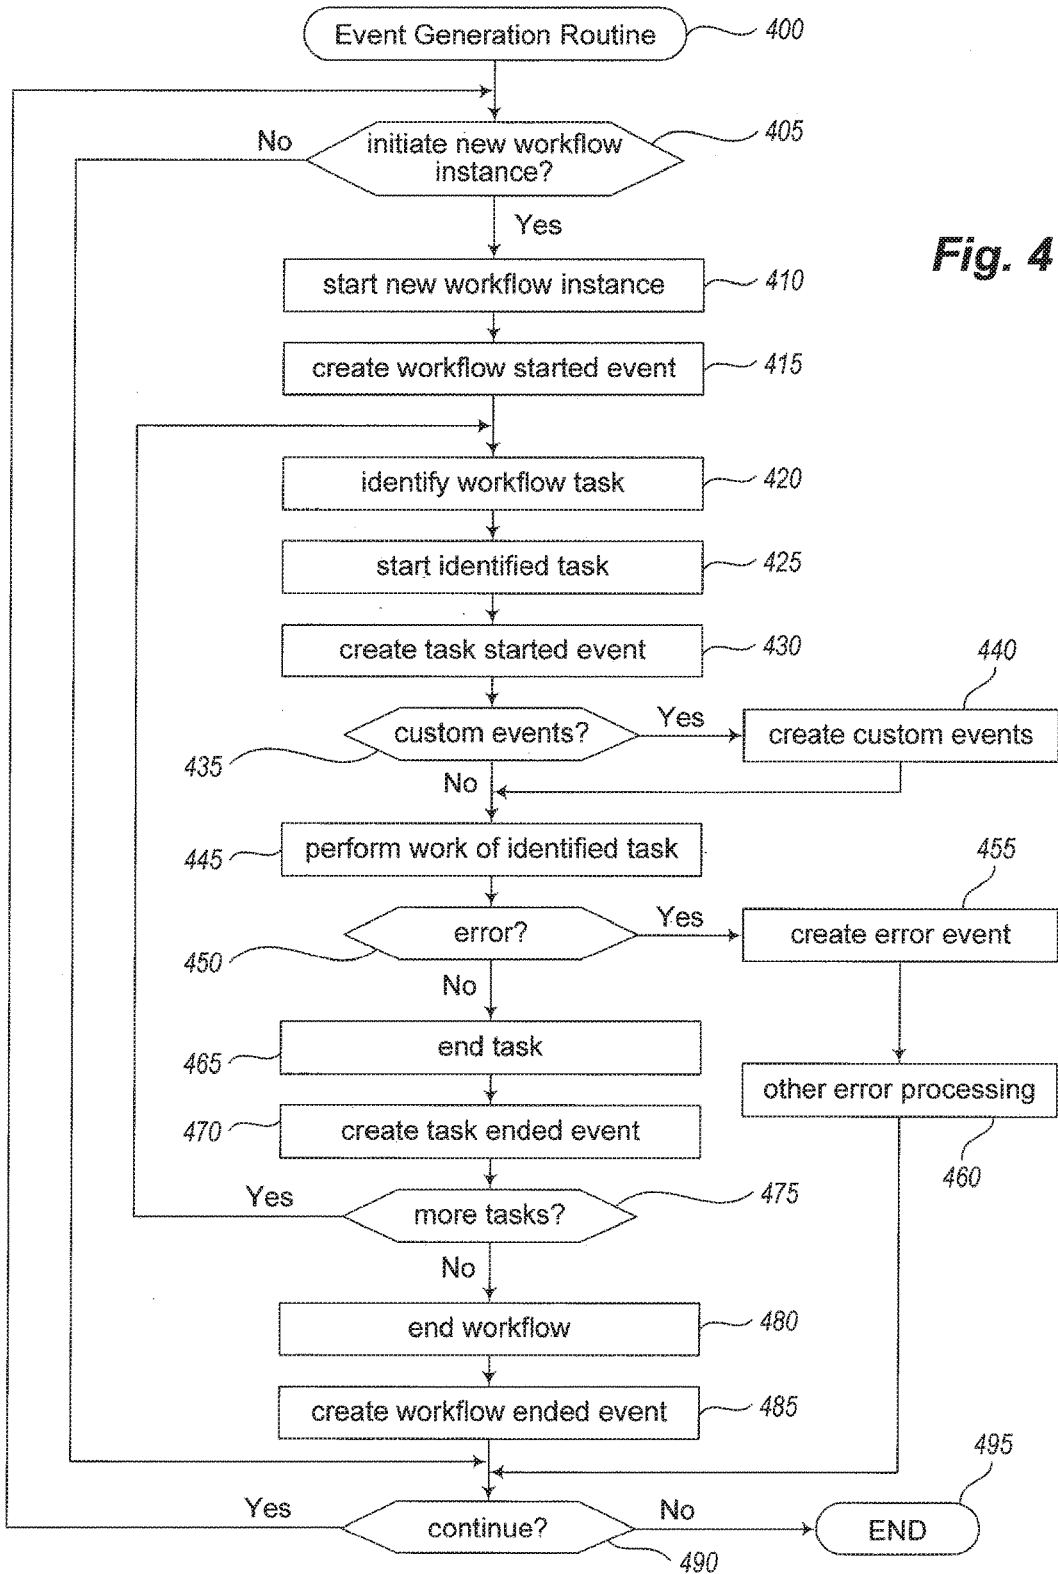 Event Generation Routine
400
No
initiate new workflow
instance?
405
Yes
Fig. 4
start new workflow instance
410
create workflow started event
415
identify workflow task
420
start identified task
425
create task started event
430
440
custom events?
Yes
create custom events
435
No
perform work of identified task
445
455
error?
Yes
create error event
450
No
end task
465
other error processing
460
create task ended event
470
Yes
more tasks?
475
No
end workflow
480
create workflow ended event
485
495
Yes
continue?
No
END
490